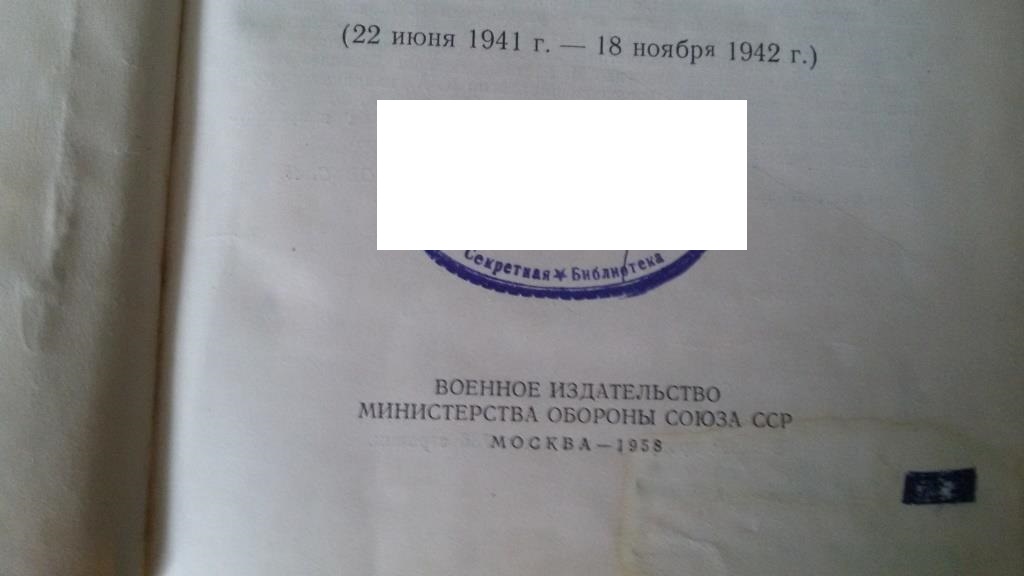 (22 июня 1941 г. — 18 ноября 1942 г.)
Секретная ★ Библиотека
ВОЕННОЕ ИЗДАТЕЛЬСТВО
МИНИСТЕРСТВА ОБОРОНЫ СОЮЗА ССР
МОСКВА — 1958